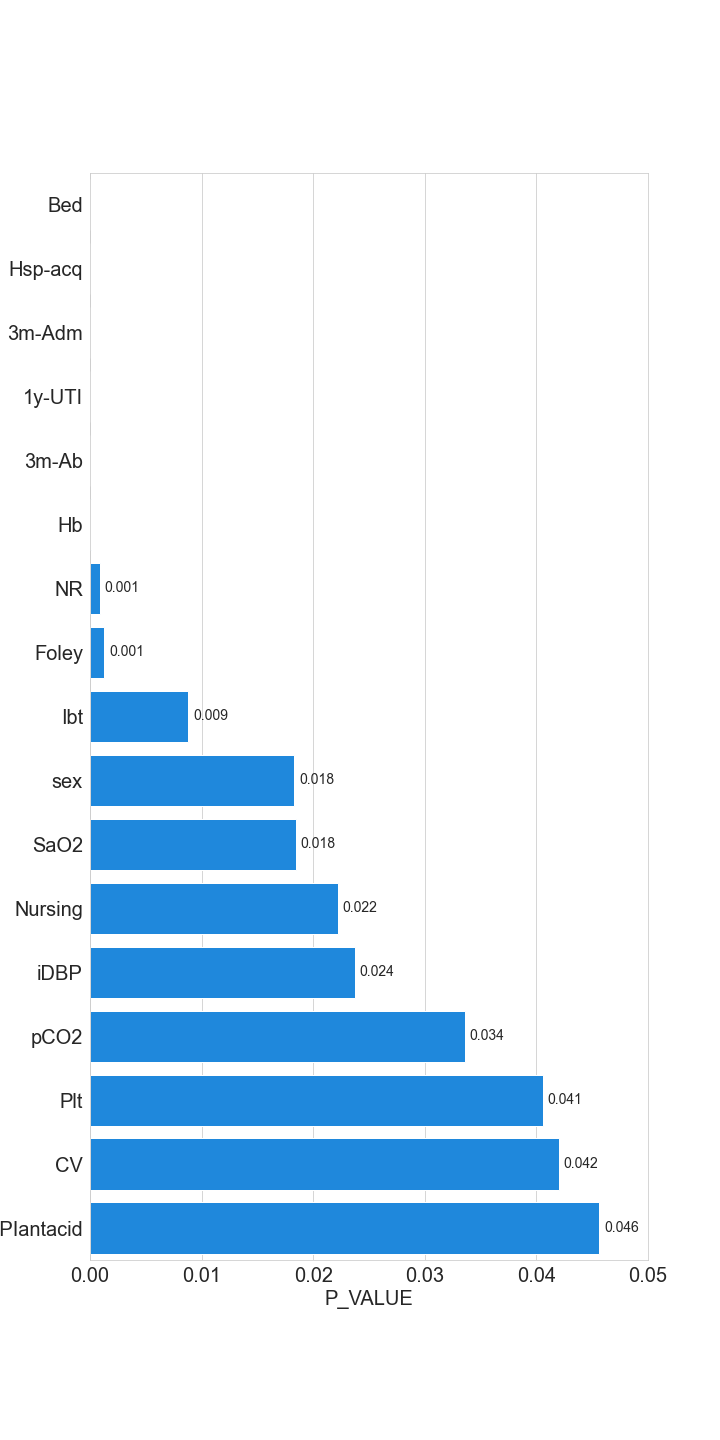 Bed
Hsp-acq
3m-Adm
1y-UTI
3m-Ab
Hb
NR 0.001
Foley 0.001
Ibt 0.009
sex 0.018
SaO2 0.018
Nursing 0.022
iDBP 0.024
pCO2 0.034
Plt 0.041
CV 0.042
Plantacid 0.046
0.00 0.01 0.02 0.03 0.04 0.05
P_VALUE